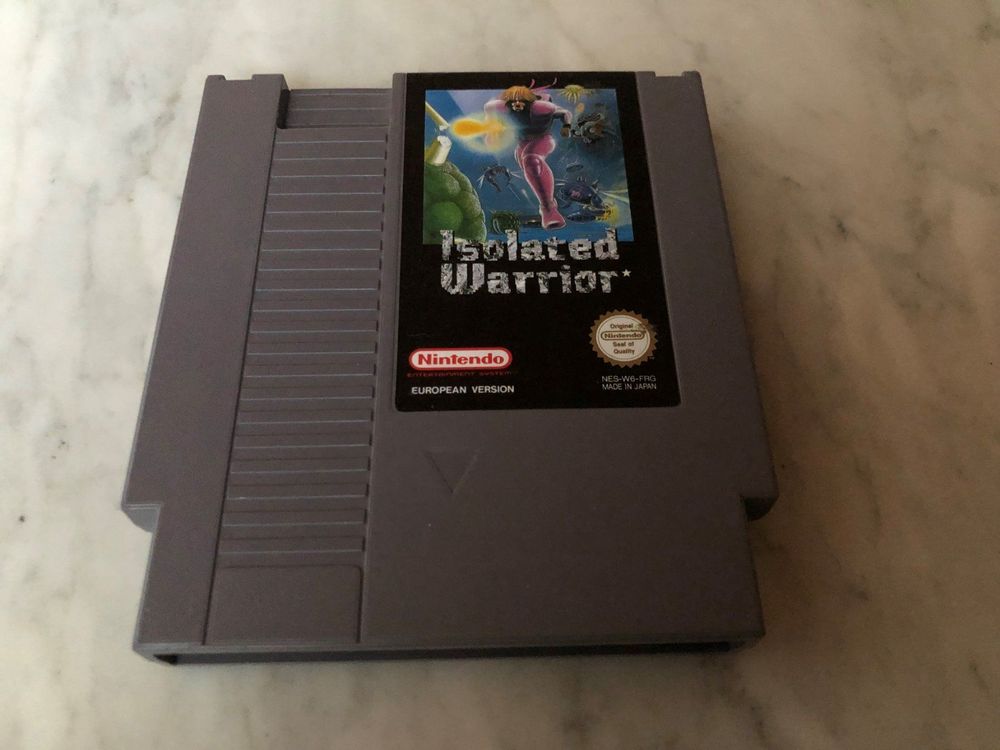 Isolated
Warrior
Original
Nintendo
Seal of
Quality
Nintendo
ENTERTAINMENT SYSTEM
EUROPEAN VERSION
NES-W6-FRG
MADE IN JAPAN